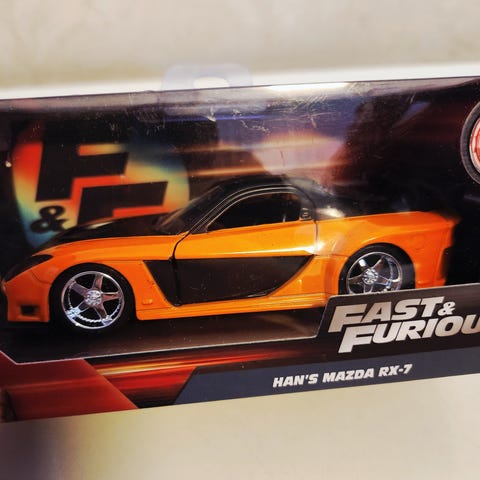 F
&F
FAST&
FURIOU
HAN'S MAZDA RX-7